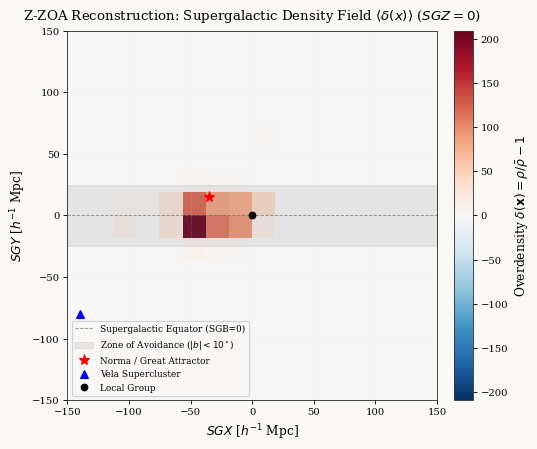 Z-ZOA Reconstruction: Supergalactic Density Field ⟨δ(x)⟩ (SGZ = 0)
150
100
50
0
−50
−100
−150
SGY [h⁻¹ Mpc]
−150
−100
−50
0
50
100
150
SGX [h⁻¹ Mpc]
Supergalactic Equator (SGB=0)
Zone of Avoidance (|b| < 10°)
Norma / Great Attractor
Vela Supercluster
Local Group
200
150
100
50
0
−50
−100
−150
−200
Overdensity δ(𝐱) = ρ/ρ̄ − 1